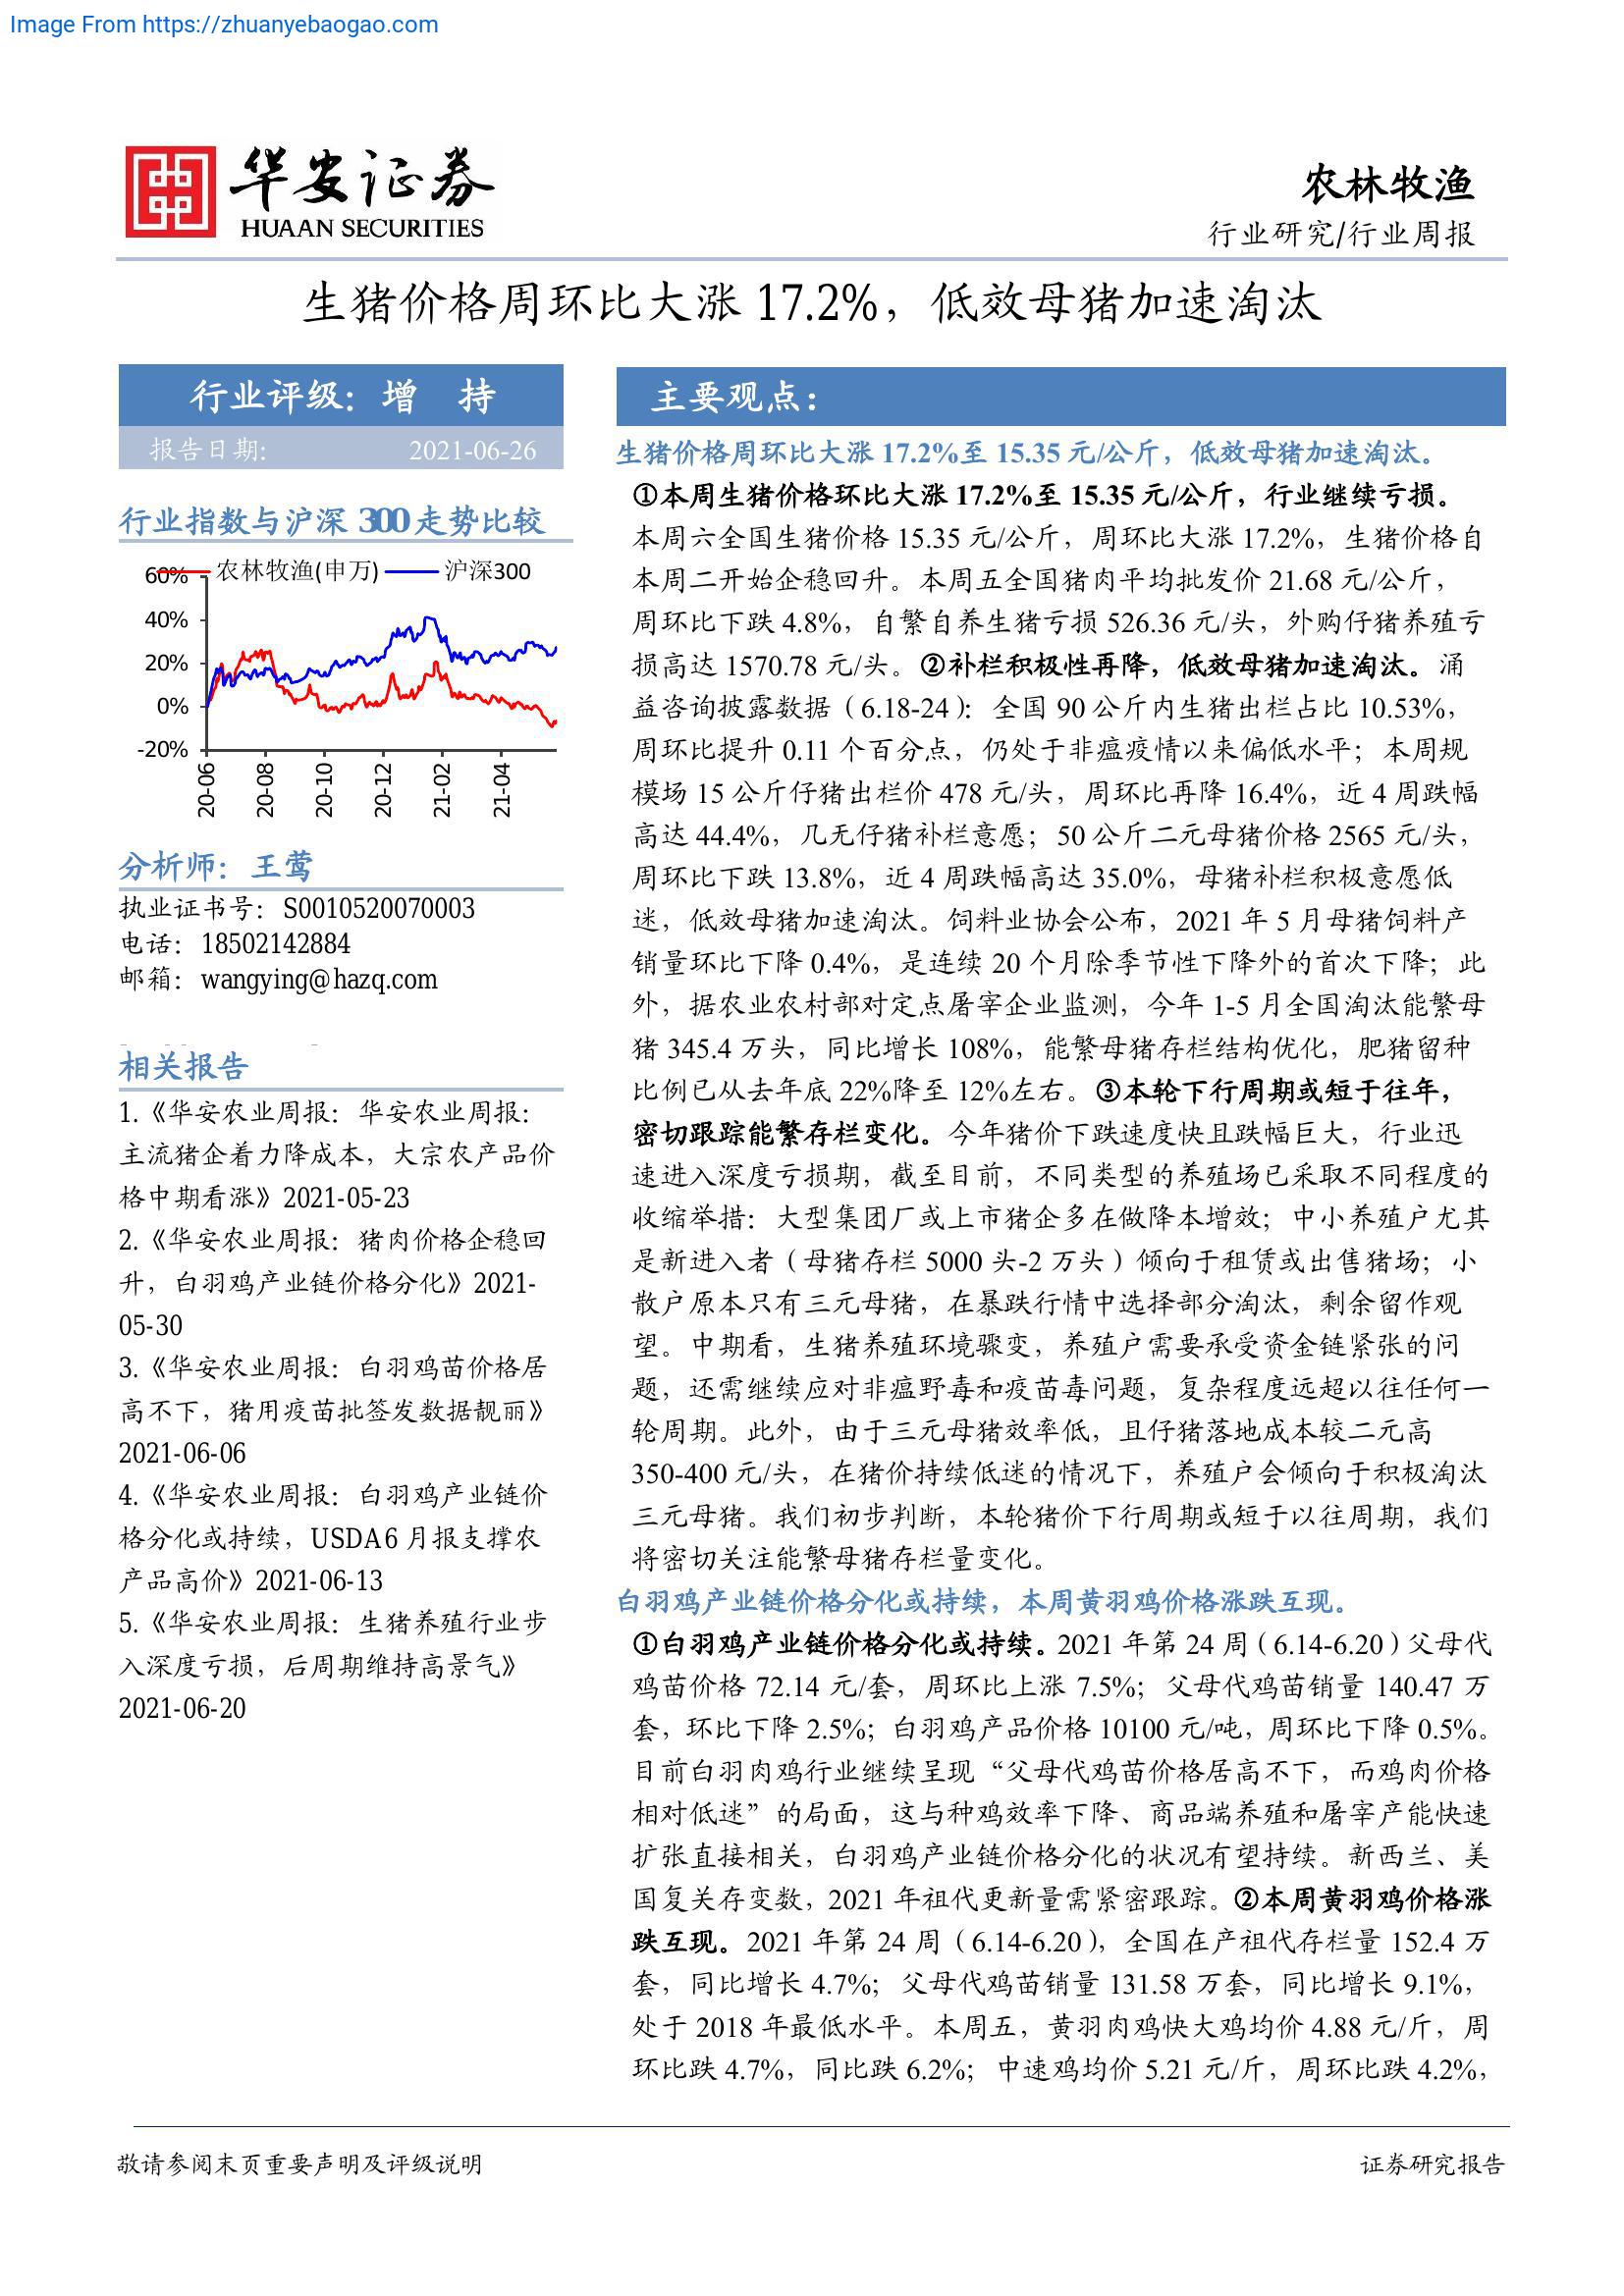 Image From https://zhuanyebaogao.com
华安证券
HUAAN SECURITIES
农林牧渔
行业研究/行业周报
生猪价格周环比大涨 17.2%，低效母猪加速淘汰
行业评级：增 持
报告日期： 2021-06-26
行业指数与沪深 300 走势比较
农林牧渔(申万) 沪深300
60%
40%
20%
0%
-20%
20-06 20-08 20-10 20-12 21-02 21-04
分析师：王莺
执业证书号：S0010520070003
电话：18502142884
邮箱：wangying@hazq.com
相关报告
1.《华安农业周报：华安农业周报：
主流猪企着力降成本，大宗农产品价
格中期看涨》2021-05-23
2.《华安农业周报：猪肉价格企稳回
升，白羽鸡产业链价格分化》2021-
05-30
3.《华安农业周报：白羽鸡苗价格居
高不下，猪用疫苗批签发数据靓丽》
2021-06-06
4.《华安农业周报：白羽鸡产业链价
格分化或持续，USDA 6 月报支撑农
产品高价》2021-06-13
5.《华安农业周报：生猪养殖行业步
入深度亏损，后周期维持高景气》
2021-06-20
主要观点：
生猪价格周环比大涨 17.2%至 15.35 元/公斤，低效母猪加速淘汰。
①本周生猪价格环比大涨 17.2%至 15.35 元/公斤，行业继续亏损。
本周六全国生猪价格 15.35 元/公斤，周环比大涨 17.2%，生猪价格自
本周二开始企稳回升。本周五全国猪肉平均批发价 21.68 元/公斤，
周环比下跌 4.8%，自繁自养生猪亏损 526.36 元/头，外购仔猪养殖亏
损高达 1570.78 元/头。②补栏积极性再降，低效母猪加速淘汰。涌
益咨询披露数据（6.18-24）：全国 90 公斤内生猪出栏占比 10.53%，
周环比提升 0.11 个百分点，仍处于非瘟疫情以来偏低水平；本周规
模场 15 公斤仔猪出栏价 478 元/头，周环比再降 16.4%，近 4 周跌幅
高达 44.4%，几无仔猪补栏意愿；50 公斤二元母猪价格 2565 元/头，
周环比下跌 13.8%，近 4 周跌幅高达 35.0%，母猪补栏积极意愿低
迷，低效母猪加速淘汰。饲料业协会公布，2021 年 5 月母猪饲料产
销量环比下降 0.4%，是连续 20 个月除季节性下降外的首次下降；此
外，据农业农村部对定点屠宰企业监测，今年 1-5 月全国淘汰能繁母
猪 345.4 万头，同比增长 108%，能繁母猪存栏结构优化，肥猪留种
比例已从去年底 22%降至 12%左右。③本轮下行周期或短于往年，
密切跟踪能繁存栏变化。今年猪价下跌速度快且跌幅巨大，行业迅
速进入深度亏损期，截至目前，不同类型的养殖场已采取不同程度的
收缩举措：大型集团厂或上市猪企多在做降本增效；中小养殖户尤其
是新进入者（母猪存栏 5000 头-2 万头）倾向于租赁或出售猪场；小
散户原本只有三元母猪，在暴跌行情中选择部分淘汰，剩余留作观
望。中期看，生猪养殖环境骤变，养殖户需要承受资金链紧张的问
题，还需继续应对非瘟野毒和疫苗毒问题，复杂程度远超以往任何一
轮周期。此外，由于三元母猪效率低，且仔猪落地成本较二元高
350-400 元/头，在猪价持续低迷的情况下，养殖户会倾向于积极淘汰
三元母猪。我们初步判断，本轮猪价下行周期或短于以往周期，我们
将密切关注能繁母猪存栏量变化。
白羽鸡产业链价格分化或持续，本周黄羽鸡价格涨跌互现。
①白羽鸡产业链价格分化或持续。2021 年第 24 周（6.14-6.20）父母代
鸡苗价格 72.14 元/套，周环比上涨 7.5%；父母代鸡苗销量 140.47 万
套，环比下降 2.5%；白羽鸡产品价格 10100 元/吨，周环比下降 0.5%。
目前白羽肉鸡行业继续呈现“父母代鸡苗价格居高不下，而鸡肉价格
相对低迷”的局面，这与种鸡效率下降、商品端养殖和屠宰产能快速
扩张直接相关，白羽鸡产业链价格分化的状况有望持续。新西兰、美
国复关存变数，2021 年祖代更新量需紧密跟踪。②本周黄羽鸡价格涨
跌互现。2021 年第 24 周（6.14-6.20），全国在产祖代存栏量 152.4 万
套，同比增长 4.7%；父母代鸡苗销量 131.58 万套，同比增长 9.1%，
处于 2018 年最低水平。本周五，黄羽肉鸡快大鸡均价 4.88 元/斤，周
环比跌 4.7%，同比跌 6.2%；中速鸡均价 5.21 元/斤，周环比跌 4.2%，
敬请参阅末页重要声明及评级说明
证券研究报告